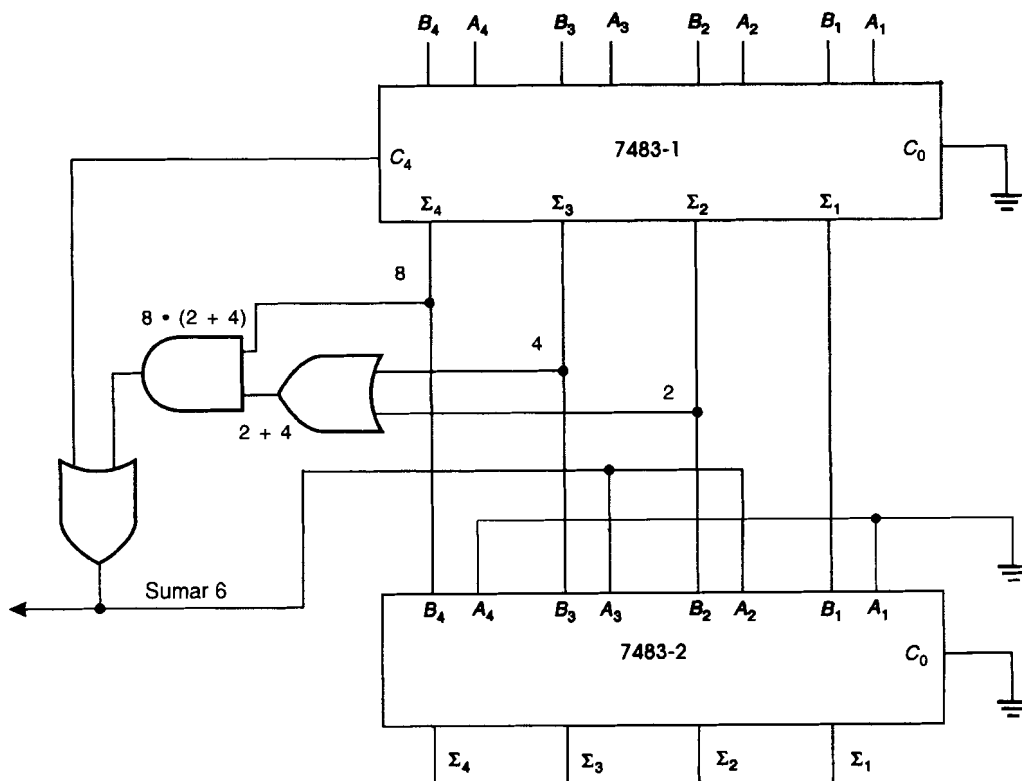 B₄ A₄ B₃ A₃ B₂ A₂ B₁ A₁
7483-1
C₄ C₀
Σ₄ Σ₃ Σ₂ Σ₁
8
8 • (2 + 4)
4
2
2 + 4
Sumar 6
B₄ A₄ B₃ A₃ B₂ A₂ B₁ A₁
7483-2
C₀
Σ₄ Σ₃ Σ₂ Σ₁